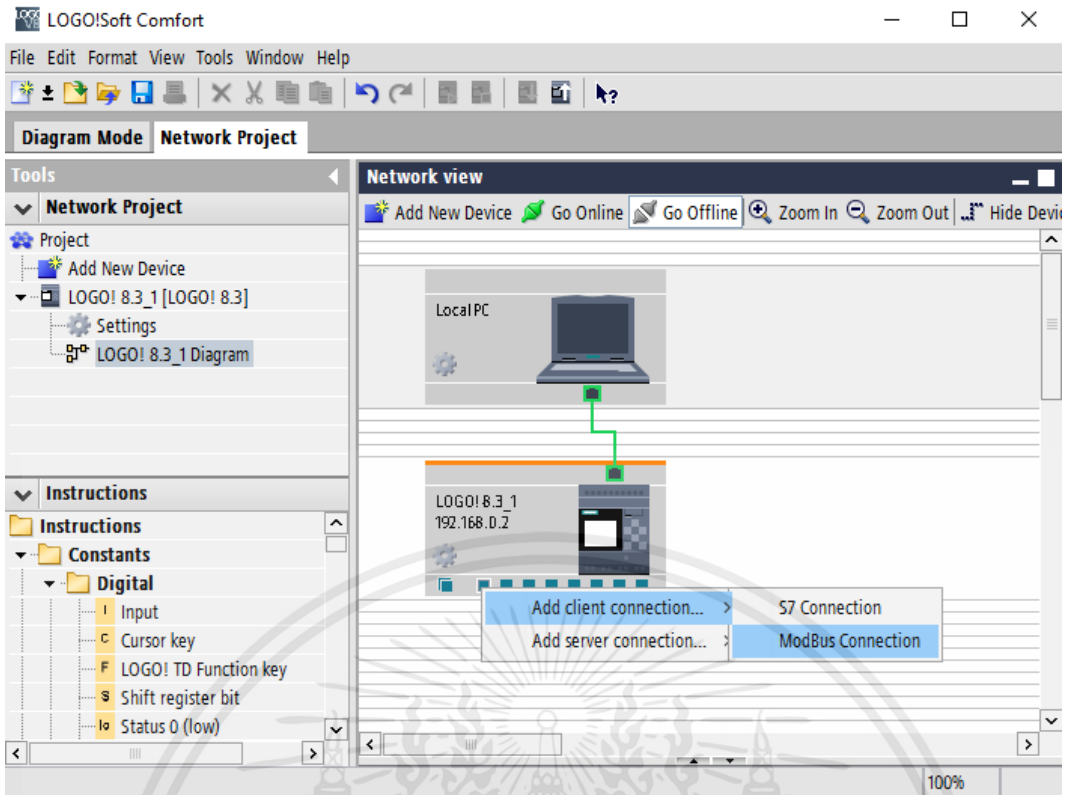 LOGO!Soft Comfort
File Edit Format View Tools Window Help
Diagram Mode Network Project
Tools
Network Project
Project
Add New Device
LOGO! 8.3_1 [LOGO! 8.3]
Settings
LOGO! 8.3_1 Diagram
Instructions
Instructions
Constants
Digital
I Input
C Cursor key
F LOGO! TD Function key
S Shift register bit
lo Status 0 (low)
Network view
Add New Device Go Online Go Offline Zoom In Zoom Out Hide Devi
Local PC
LOGO! 8.3_1
192.168.0.2
Add client connection...
Add server connection...
S7 Connection
ModBus Connection
100%